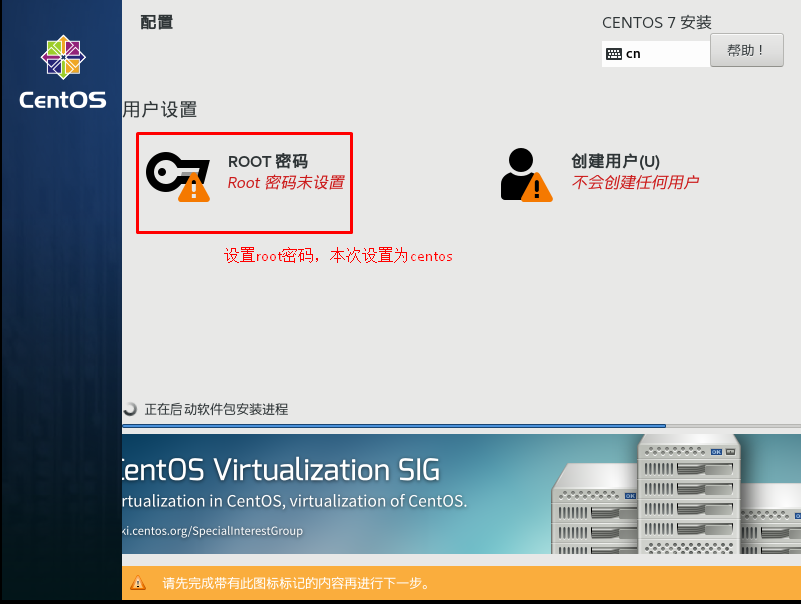 配置
CENTOS 7 安装
cn
帮助！
CentOS
用户设置
ROOT 密码
Root 密码未设置
创建用户(U)
不会创建任何用户
设置root密码，本次设置为centos
正在启动软件包安装进程
CentOS Virtualization SIG
rtualization in CentOS, virtualization of CentOS.
ki.centos.org/SpecialInterestGroup
请先完成带有此图标标记的内容再进行下一步。